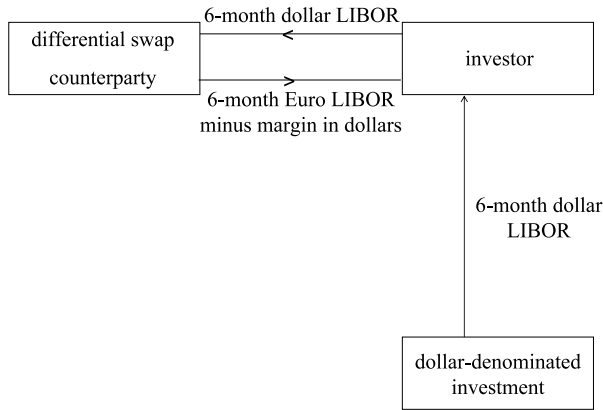 6-month dollar LIBOR
differential swap
counterparty
investor
6-month Euro LIBOR
minus margin in dollars
6-month dollar
LIBOR
dollar-denominated
investment